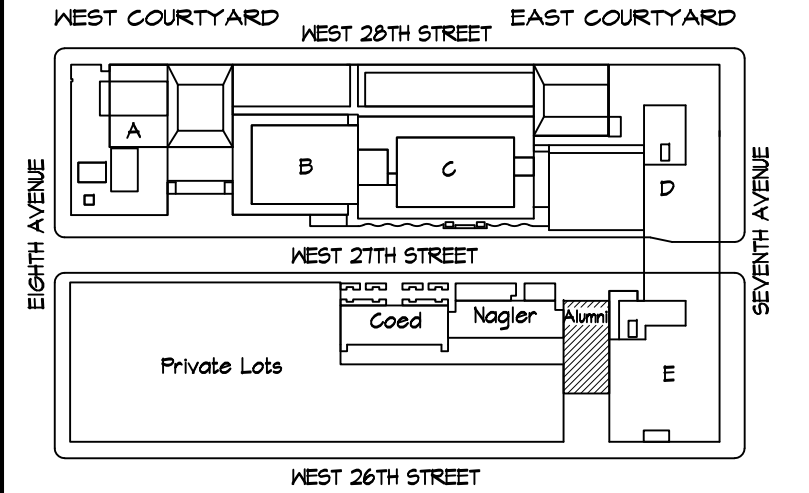 WEST COURTYARD
EAST COURTYARD
WEST 28TH STREET
A
B
C
D
EIGHTH AVENUE
SEVENTH AVENUE
WEST 27TH STREET
Coed
Nagler
Alumni
Private Lots
E
WEST 26TH STREET